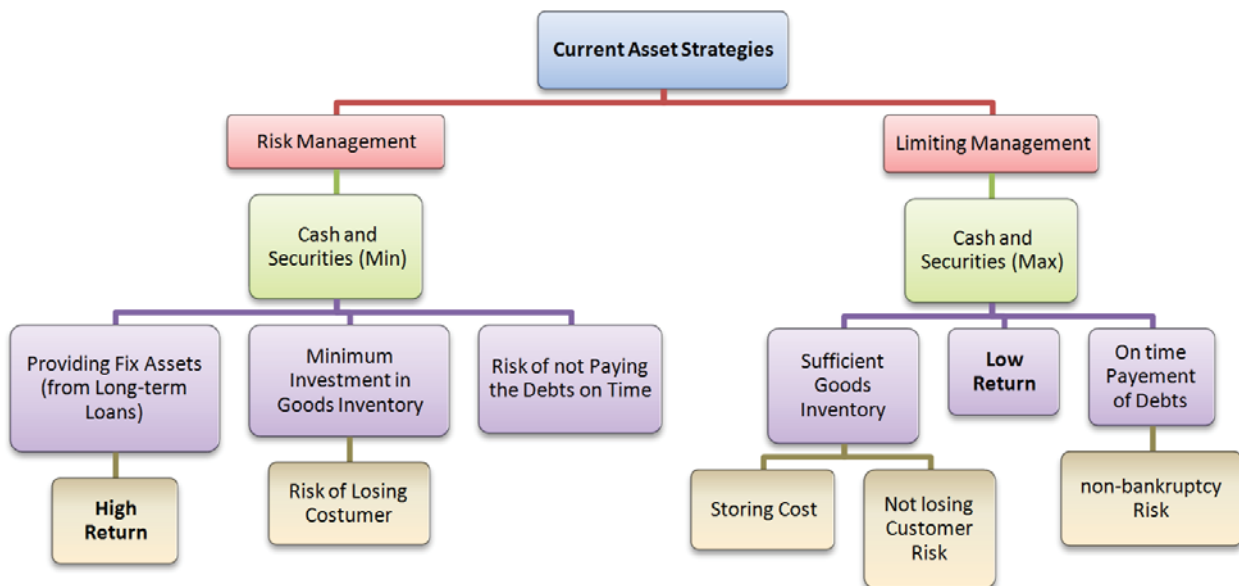 Current Asset Strategies
Risk Management
Limiting Management
Cash and
Securities (Min)
Cash and
Securities (Max)
Providing Fix Assets
(from Long-term
Loans)
Minimum
Investment in
Goods Inventory
Risk of not Paying
the Debts on Time
Sufficient
Goods
Inventory
Low
Return
On time
Payement
of Debts
High
Return
Risk of Losing
Costumer
Storing Cost
Not losing
Customer
Risk
non-bankruptcy
Risk